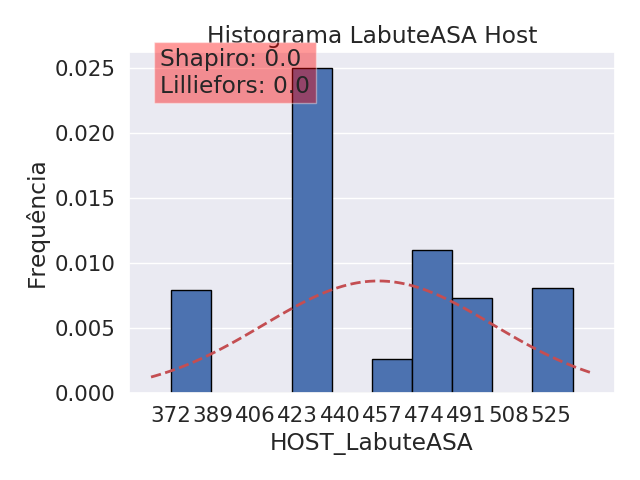 Histograma LabuteASA Host
Shapiro: 0.0
Lilliefors: 0.0
0.025
0.020
0.015
0.010
0.005
0.000
Frequência
372 389 406 423 440 457 474 491 508 525
HOST_LabuteASA